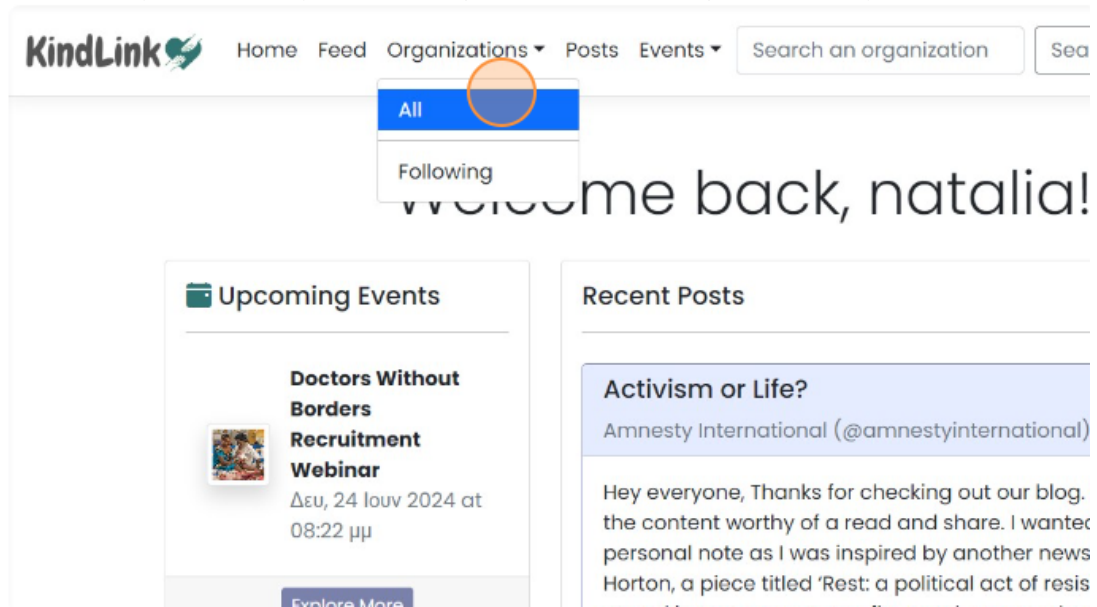 KindLink Home Feed Organizations Posts Events Search an organization Sea
All
Following
Welcome back, natalia!
Upcoming Events
Doctors Without
Borders
Recruitment
Webinar
Δευ, 24 Ιουν 2024 at
08:22 μμ
Explore More
Recent Posts
Activism or Life?
Amnesty International (@amnestyinternational)
Hey everyone, Thanks for checking out our blog.
the content worthy of a read and share. I wanted
personal note as I was inspired by another news
Horton, a piece titled ‘Rest: a political act of resis